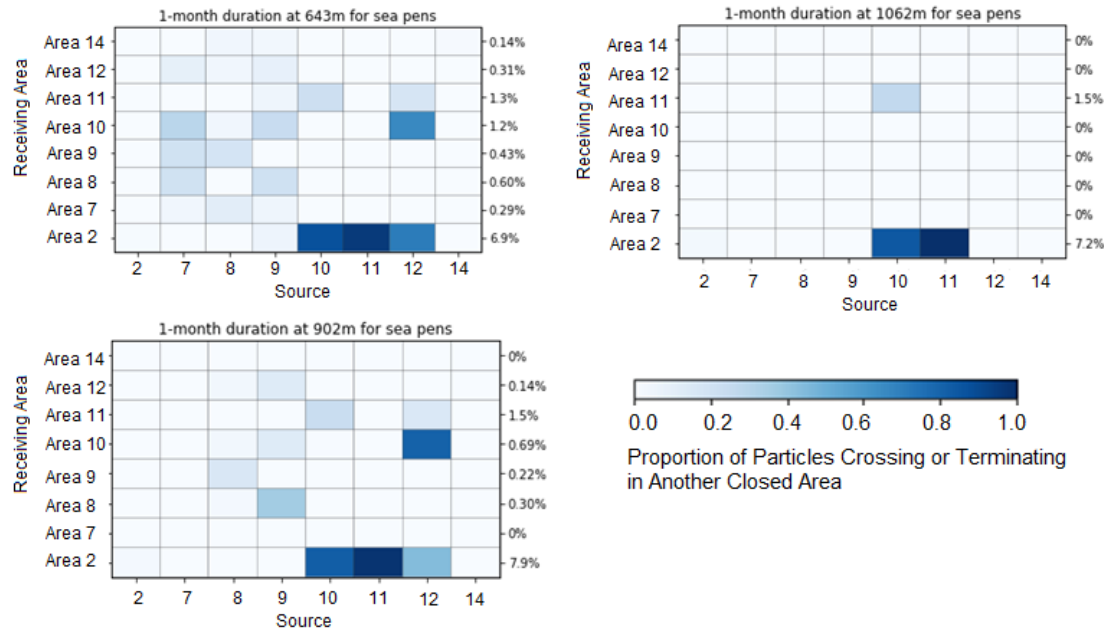 1-month duration at 643m for sea pens
Receiving Area
Area 14 0.14%
Area 12 0.31%
Area 11 1.3%
Area 10 1.2%
Area 9 0.43%
Area 8 0.60%
Area 7 0.29%
Area 2 6.9%
2 7 8 9 10 11 12 14
Source
1-month duration at 1062m for sea pens
Receiving Area
Area 14 0%
Area 12 0%
Area 11 1.5%
Area 10 0%
Area 9 0%
Area 8 0%
Area 7 0%
Area 2 7.2%
2 7 8 9 10 11 12 14
Source
1-month duration at 902m for sea pens
Receiving Area
Area 14 0%
Area 12 0.14%
Area 11 1.5%
Area 10 0.69%
Area 9 0.22%
Area 8 0.30%
Area 7 0%
Area 2 7.9%
2 7 8 9 10 11 12 14
Source
0.0 0.2 0.4 0.6 0.8 1.0
Proportion of Particles Crossing or Terminating
in Another Closed Area